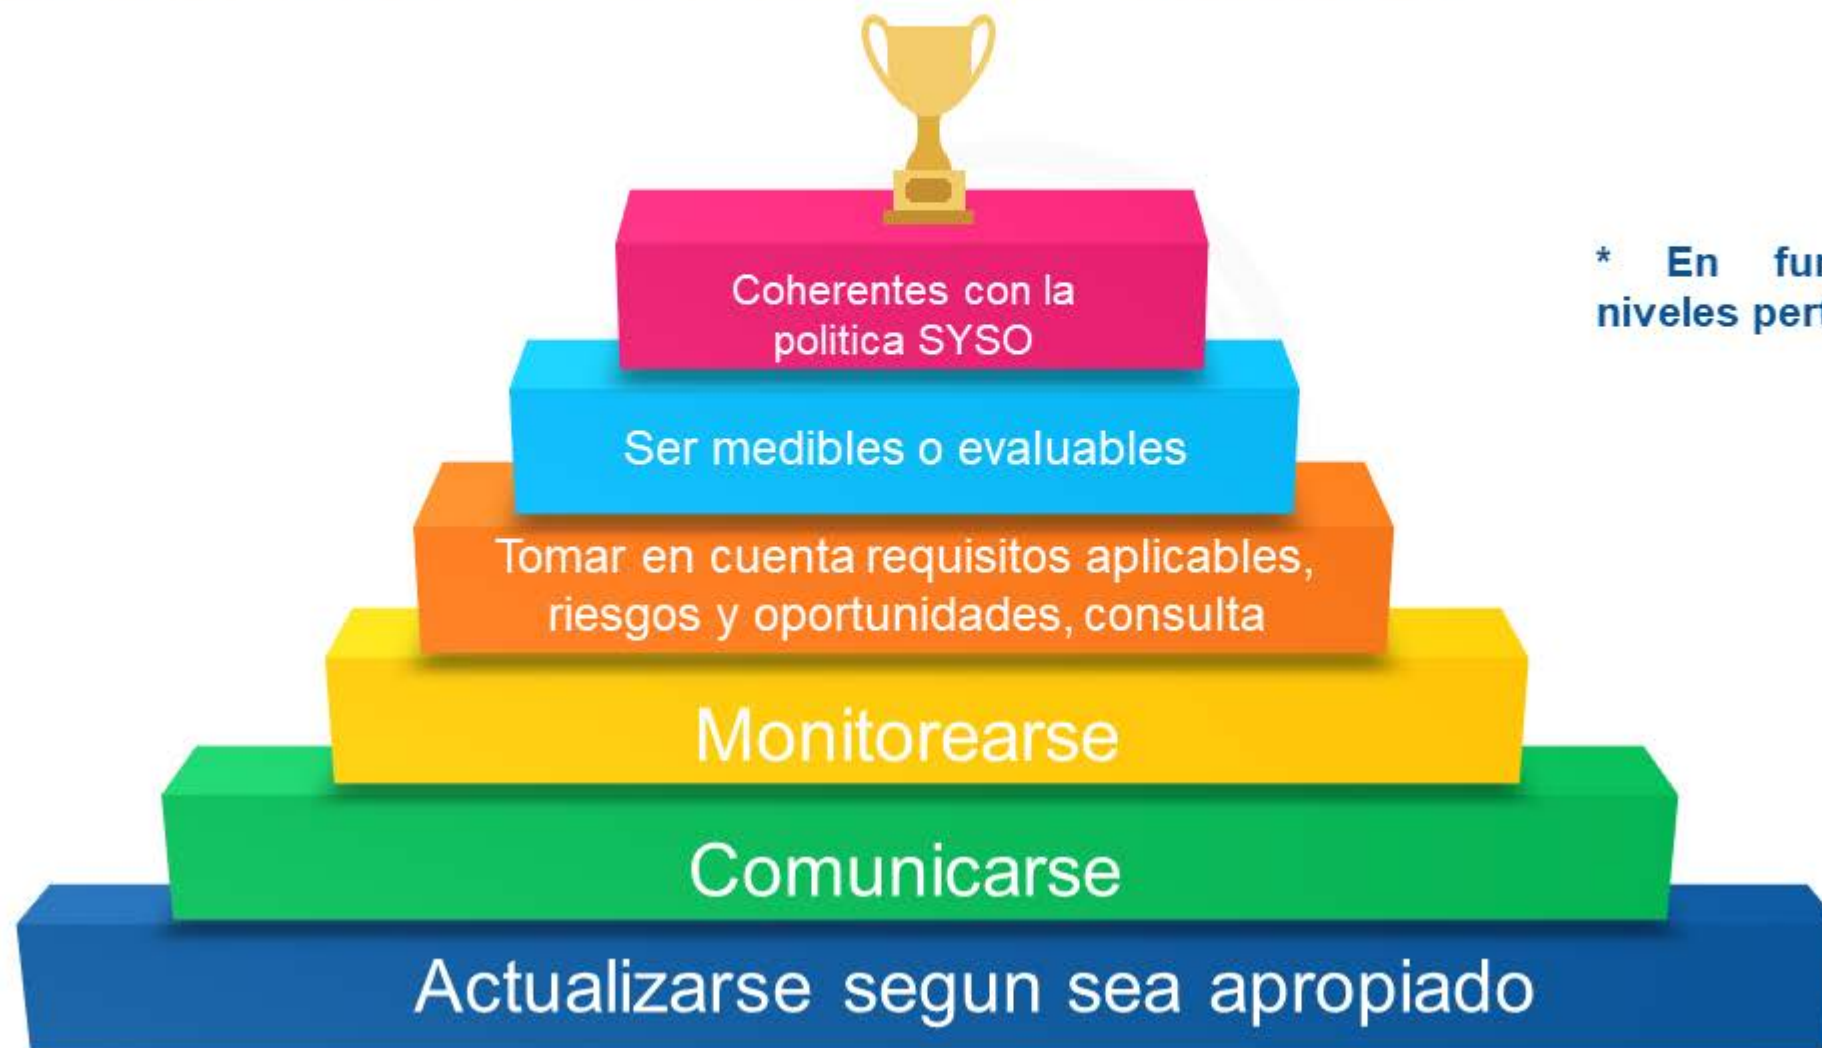 Coherentes con la
politica SYSO
* En
niveles
Ser medibles o evaluables
Tomar en cuenta requisitos aplicables,
riesgos y oportunidades, consulta
Monitorearse
Comunicarse
Actualizarse segun sea apropiado